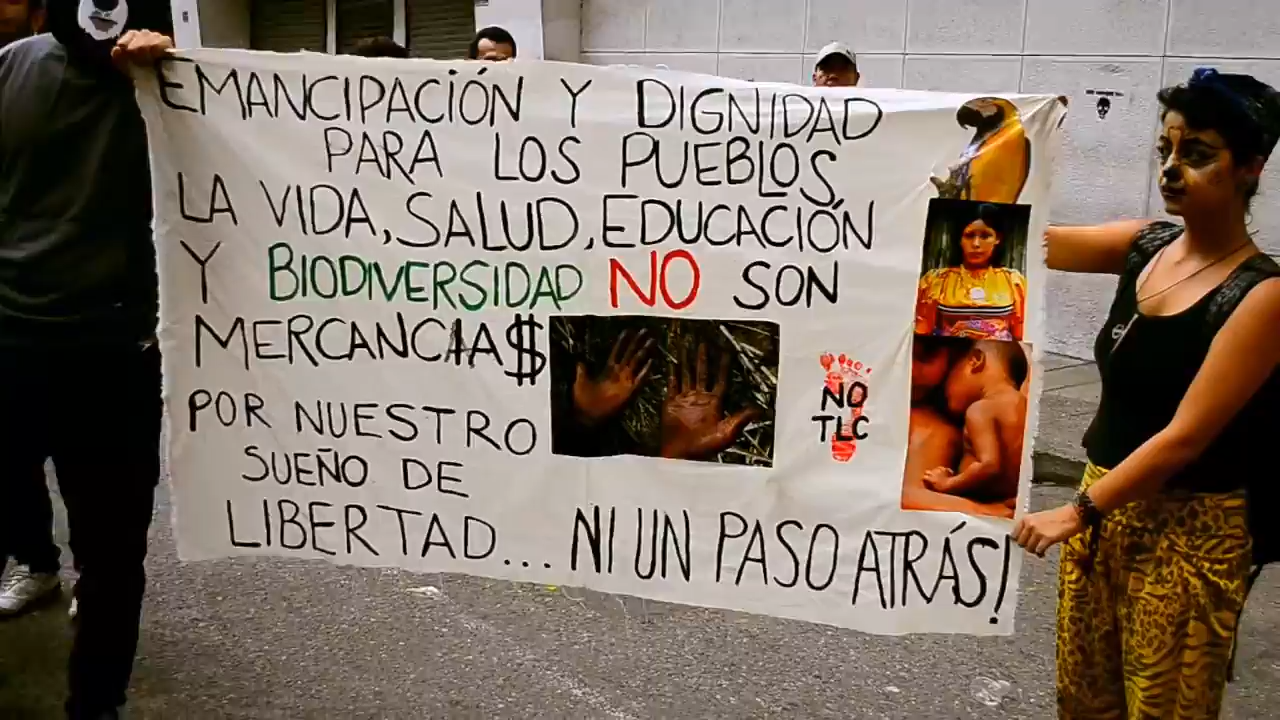 EMANCIPACIÓN Y DIGNIDAD
PARA LOS PUEBLOS
LA VIDA, SALUD, EDUCACIÓN
Y BIODIVERSIDAD NO SON
MERCANCIA$
POR NUESTRO
SUEÑO DE
LIBERTAD... NI UN PASO ATRÁS!
NO
TLC